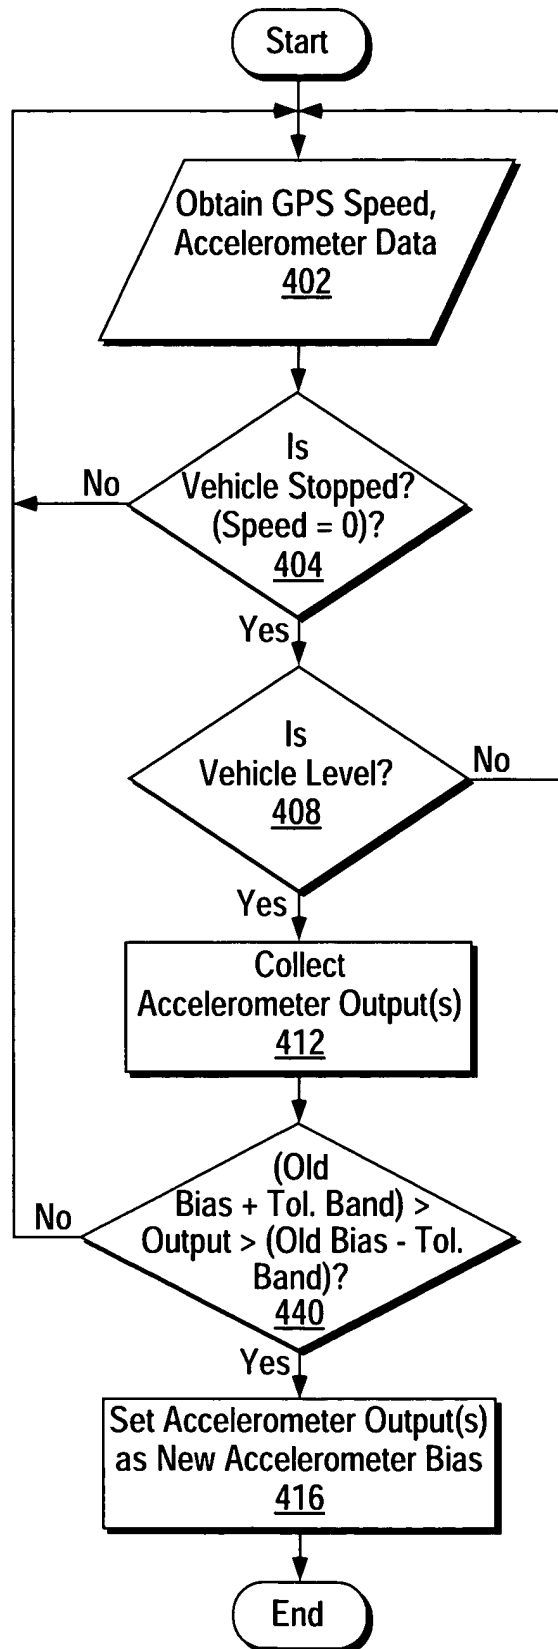 Start
Obtain GPS Speed,
Accelerometer Data
402
Is
Vehicle Stopped?
(Speed = 0)?
404
No
Yes
Is
Vehicle Level?
408
No
Yes
Collect
Accelerometer Output(s)
412
(Old
Bias + Tol. Band) >
Output > (Old Bias - Tol.
Band)?
440
No
Yes
Set Accelerometer Output(s)
as New Accelerometer Bias
416
End